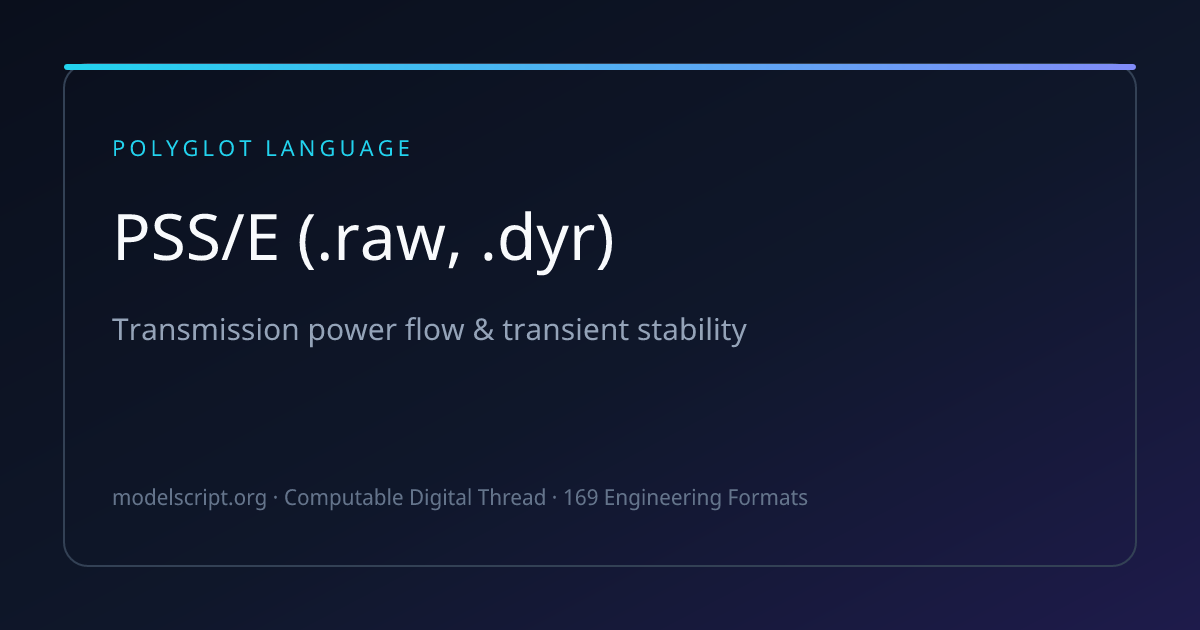 POLYGLOT LANGUAGE
PSS/E (.raw, .dyr)
Transmission power flow & transient stability
modelscript.org · Computable Digital Thread · 169 Engineering Formats